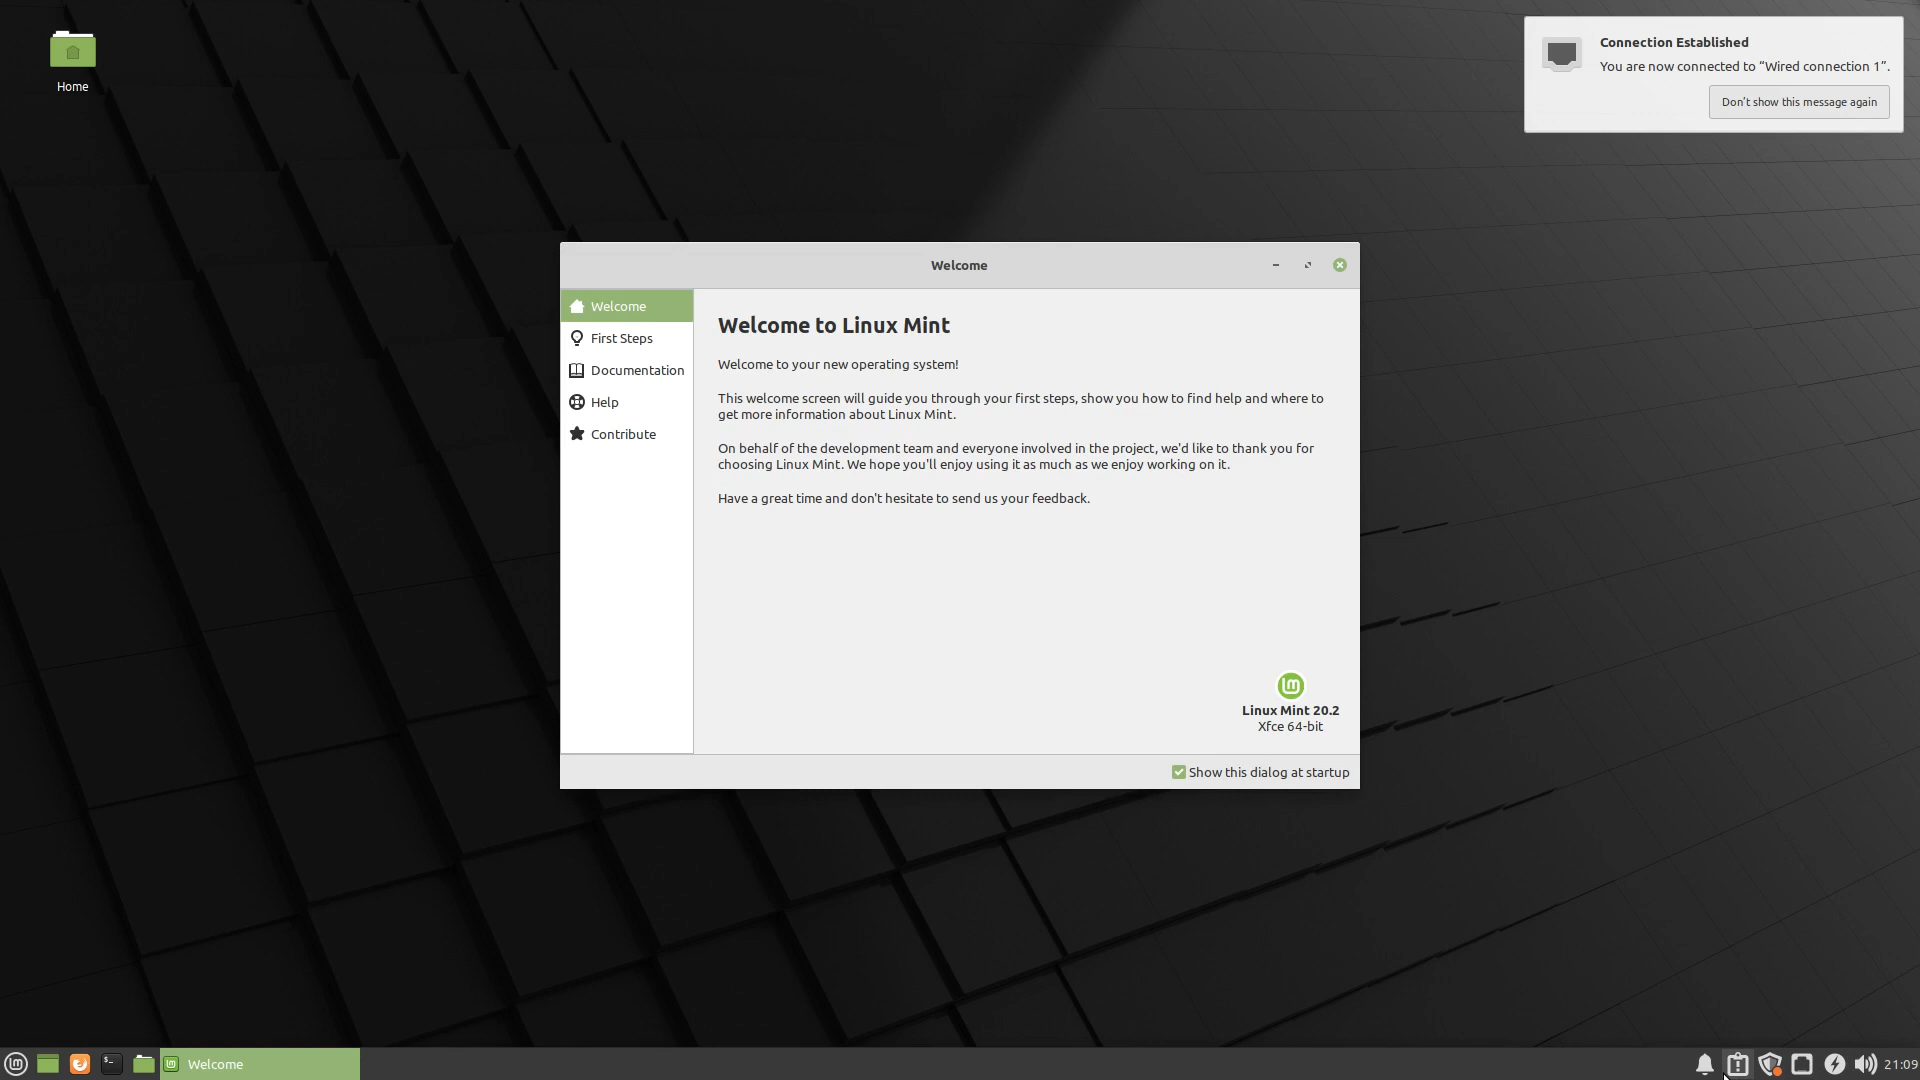 Home
Connection Established
You are now connected to “Wired connection 1”.
Don’t show this message again
Welcome
Welcome
First Steps
Documentation
Help
Contribute
Welcome to Linux Mint
Welcome to your new operating system!
This welcome screen will guide you through your first steps, show you how to find help and where to
get more information about Linux Mint.
On behalf of the development team and everyone involved in the project, we'd like to thank you for
choosing Linux Mint. We hope you'll enjoy using it as much as we enjoy working on it.
Have a great time and don't hesitate to send us your feedback.
Linux Mint 20.2
Xfce 64-bit
Show this dialog at startup
Welcome
21:09